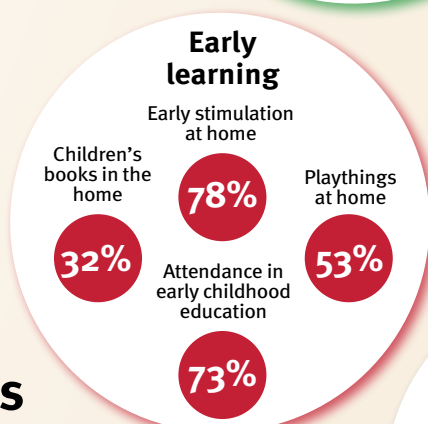 Early
learning
Early stimulation
at home
78%
Children’s
books in the
home
32%
Playthings
at home
53%
Attendance in
early childhood
education
73%
s